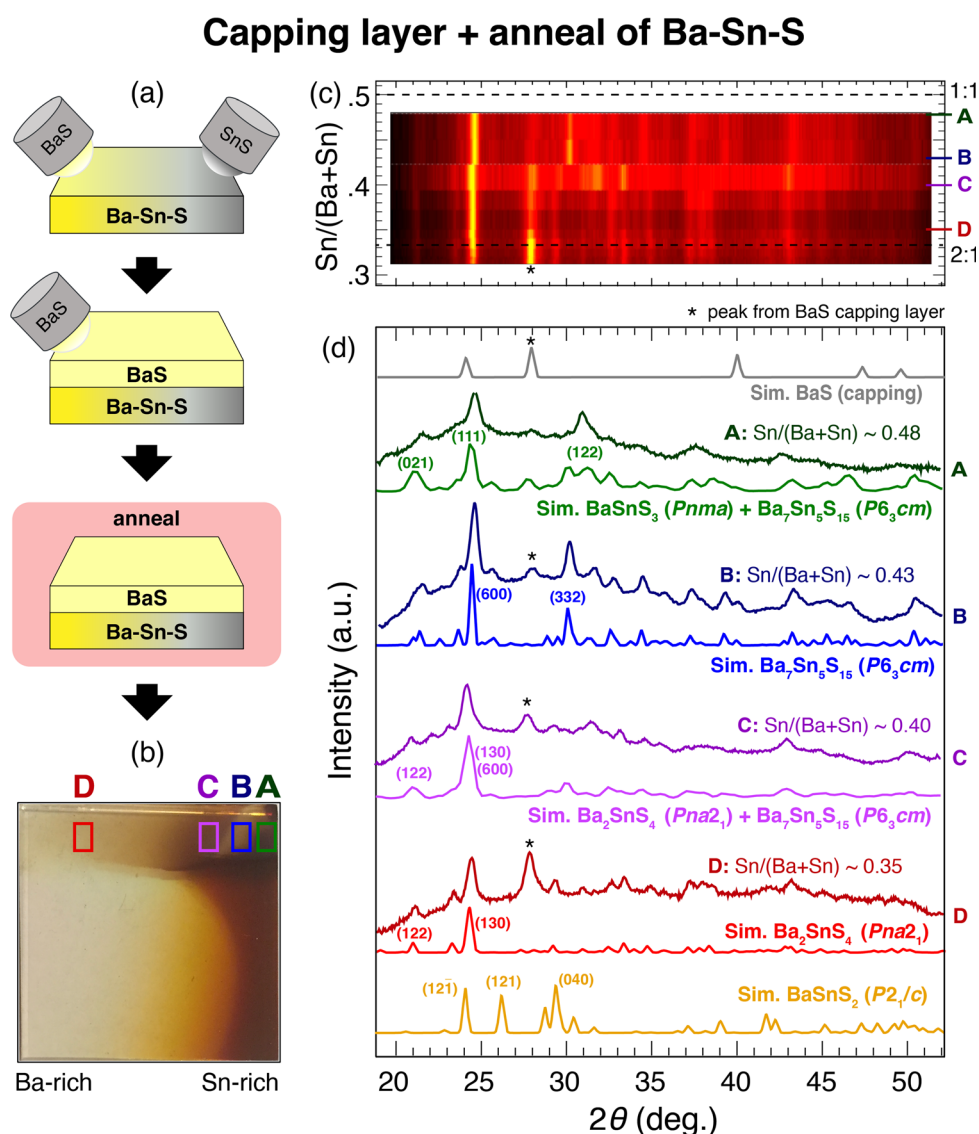 Capping layer + anneal of Ba-Sn-S
(a)
BaS
SnS
Ba-Sn-S
BaS
BaS
Ba-Sn-S
anneal
BaS
Ba-Sn-S
(b)
D C B A
Ba-rich Sn-rich
(c)
Sn/(Ba+Sn)
.5
.4
.3
1:1
A
B
C
D
2:1
*
* peak from BaS capping layer
(d)
Intensity (a.u.)
*
Sim. BaS (capping)
A: Sn/(Ba+Sn) ~ 0.48
(021) (111) (122)
A
Sim. BaSnS₃ (Pnma) + Ba₇Sn₅S₁₅ (P6₃cm)
*
B: Sn/(Ba+Sn) ~ 0.43
(600) (332)
B
Sim. Ba₇Sn₅S₁₅ (P6₃cm)
*
C: Sn/(Ba+Sn) ~ 0.40
(130)
(122) (600)
C
Sim. Ba₂SnS₄ (Pna2₁) + Ba₇Sn₅S₁₅ (P6₃cm)
*
D: Sn/(Ba+Sn) ~ 0.35
(122) (130)
D
Sim. Ba₂SnS₄ (Pna2₁)
(12-1) (121) (040)
Sim. BaSnS₂ (P2₁/c)
20 25 30 35 40 45 50
2θ (deg.)